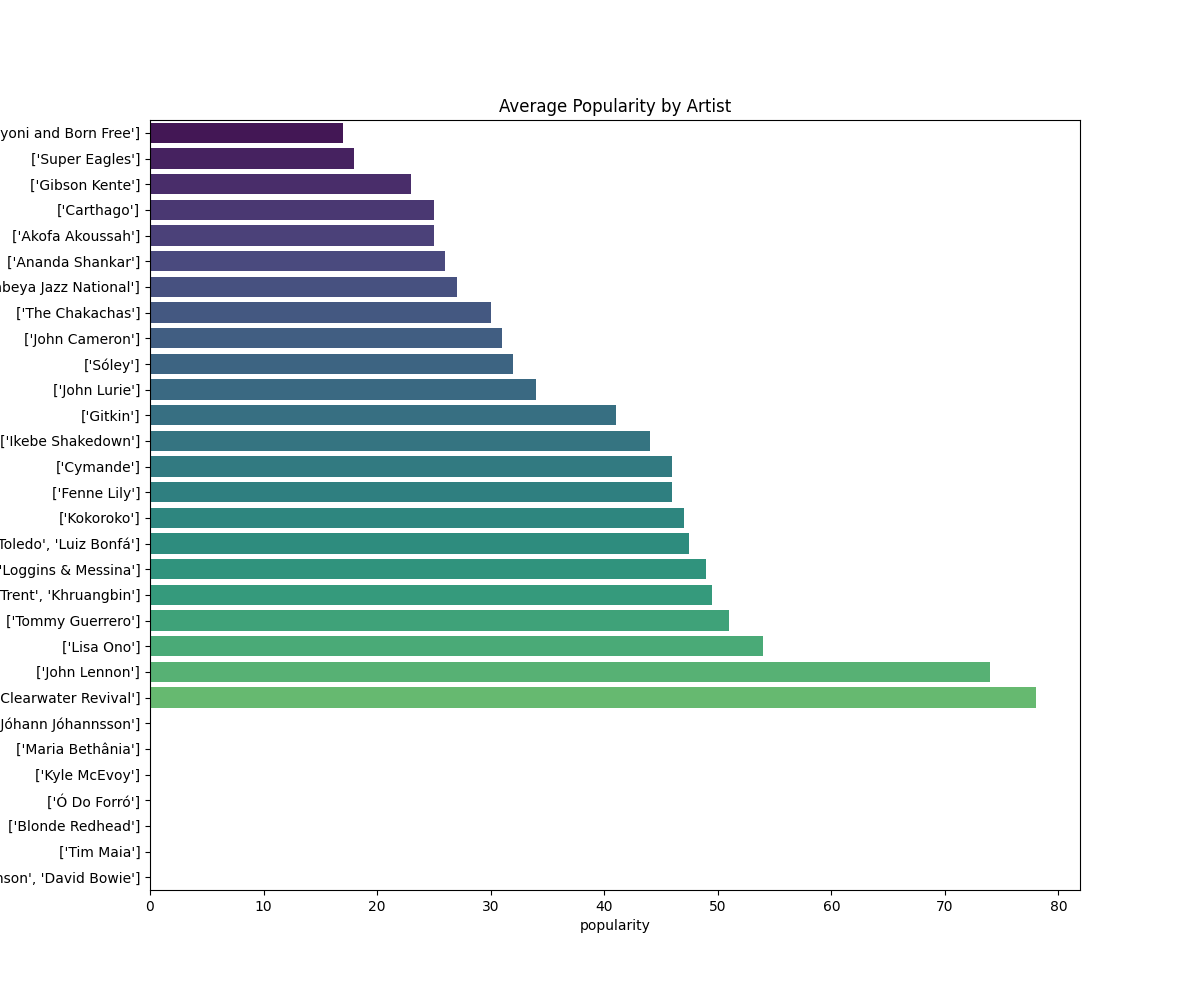 Average Popularity by Artist
yoni and Born Free']
['Super Eagles']
['Gibson Kente']
['Carthago']
['Akofa Akoussah']
['Ananda Shankar']
beya Jazz National']
['The Chakachas']
['John Cameron']
['Sóley']
['John Lurie']
['Gitkin']
['Ikebe Shakedown']
['Cymande']
['Fenne Lily']
['Kokoroko']
Toledo', 'Luiz Bonfá']
'Loggins & Messina']
Trent', 'Khruangbin']
['Tommy Guerrero']
['Lisa Ono']
['John Lennon']
Clearwater Revival']
Jóhann Jóhannsson']
['Maria Bethânia']
['Kyle McEvoy']
['Ó Do Forró']
['Blonde Redhead']
['Tim Maia']
nson', 'David Bowie']
0 10 20 30 40 50 60 70 80
popularity